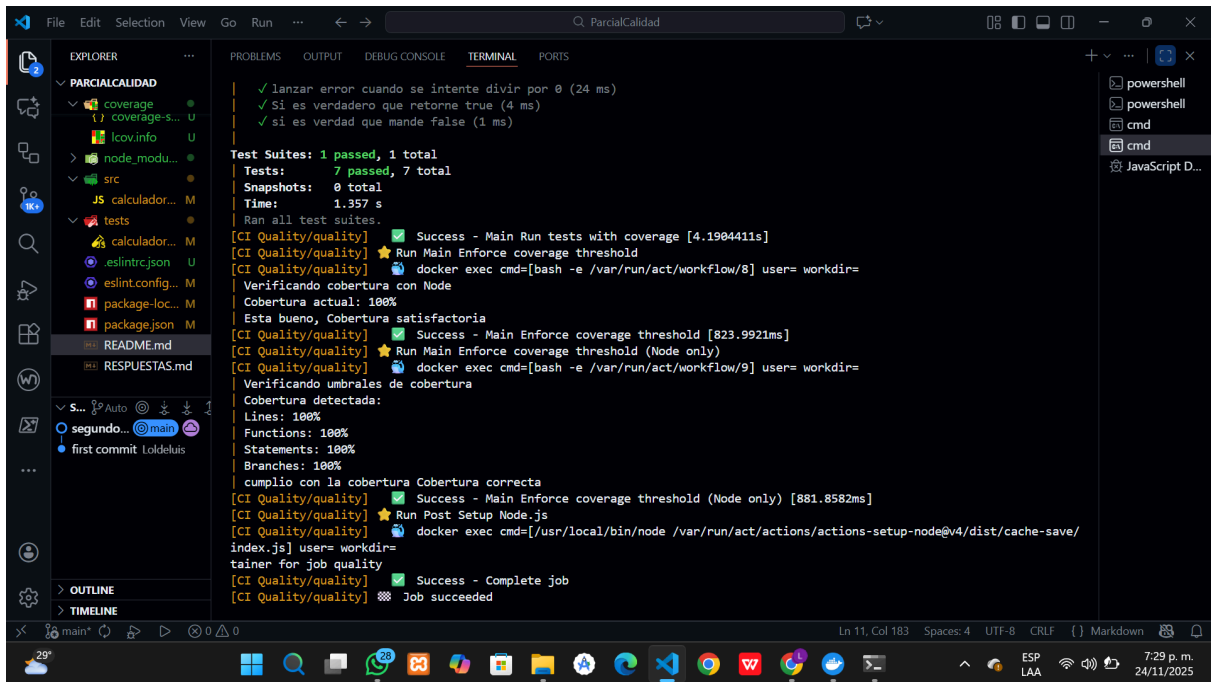 File Edit Selection View Go Run ··· ParcialCalidad
EXPLORER ···
PARCIALCALIDAD
coverage
{ } coverage-s... U
lcov.info U
node_modu...
src
JS calculador... M
tests
calculador... M
.eslintrc.json U
eslint.config... M
package-loc... M
package.json M
README.md
RESPUESTAS.md
S... Auto
segundo... main
first commit Loldeluis
OUTLINE
TIMELINE
2
1K+
PROBLEMS OUTPUT DEBUG CONSOLE TERMINAL PORTS
| √ lanzar error cuando se intente divir por 0 (24 ms)
| √ Si es verdadero que retorne true (4 ms)
| √ si es verdad que mande false (1 ms)
|
Test Suites: 1 passed, 1 total
| Tests: 7 passed, 7 total
| Snapshots: 0 total
| Time: 1.357 s
| Ran all test suites.
[CI Quality/quality] ✅ Success - Main Run tests with coverage [4.1904411s]
[CI Quality/quality] ⭐ Run Main Enforce coverage threshold
[CI Quality/quality] 🐳 docker exec cmd=[bash -e /var/run/act/workflow/8] user= workdir=
| Verificando cobertura con Node
| Cobertura actual: 100%
| Esta bueno, Cobertura satisfactoria
[CI Quality/quality] ✅ Success - Main Enforce coverage threshold [823.9921ms]
[CI Quality/quality] ⭐ Run Main Enforce coverage threshold (Node only)
[CI Quality/quality] 🐳 docker exec cmd=[bash -e /var/run/act/workflow/9] user= workdir=
| Verificando umbrales de cobertura
| Cobertura detectada:
| Lines: 100%
| Functions: 100%
| Statements: 100%
| Branches: 100%
| cumplio con la cobertura Cobertura correcta
[CI Quality/quality] ✅ Success - Main Enforce coverage threshold (Node only) [881.8582ms]
[CI Quality/quality] ⭐ Run Post Setup Node.js
[CI Quality/quality] 🐳 docker exec cmd=[/usr/local/bin/node /var/run/act/actions/actions-setup-node@v4/dist/cache-save/
index.js] user= workdir=
tainer for job quality
[CI Quality/quality] ✅ Success - Complete job
[CI Quality/quality] 🏁 Job succeeded
powershell
powershell
cmd
cmd
JavaScript D...
main* 0 0 Ln 11, Col 183 Spaces: 4 UTF-8 CRLF { } Markdown
29° 28 L ESP 7:29 p. m.
LAA 24/11/2025